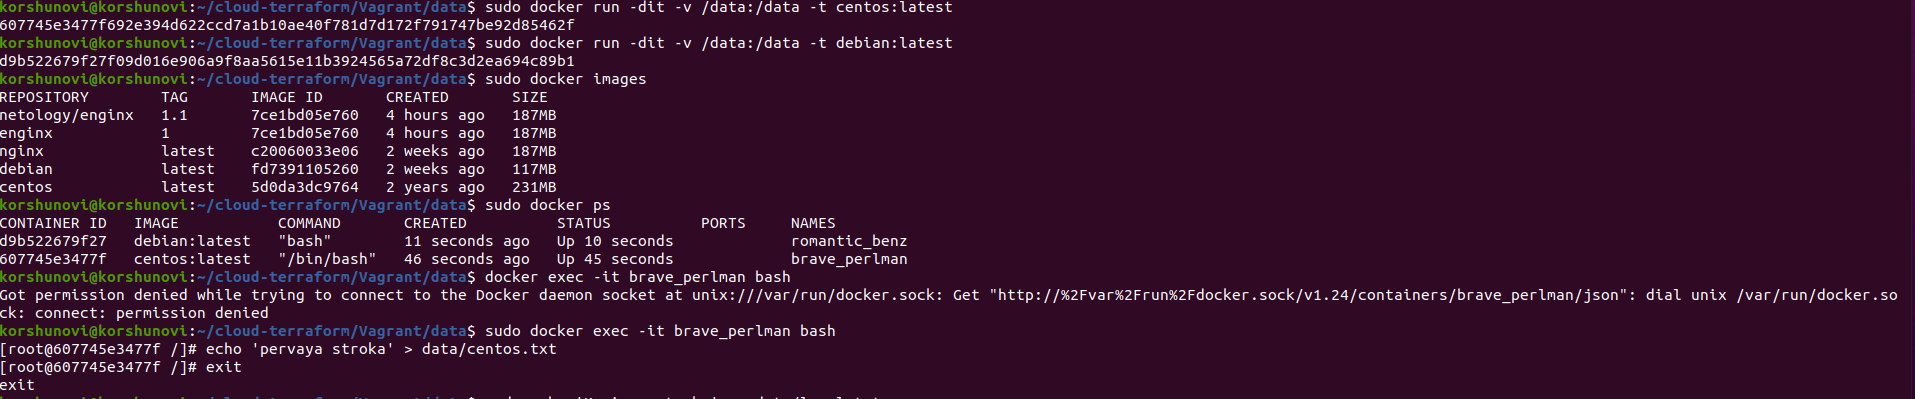 korshunovi@korshunovi:~/cloud-terraform/Vagrant/data$ sudo docker run -dit -v /data:/data -t centos:latest
607745e3477f692e394d622ccd7a1b10ae40f781d7d172f791747be92d85462f
korshunovi@korshunovi:~/cloud-terraform/Vagrant/data$ sudo docker run -dit -v /data:/data -t debian:latest
d9b522679f27f09d016e906a9f8aa5615e11b3924565a72df8c3d2ea694c89b1
korshunovi@korshunovi:~/cloud-terraform/Vagrant/data$ sudo docker images
REPOSITORY        TAG       IMAGE ID       CREATED       SIZE
netology/enginx   1.1       7ce1bd05e760   4 hours ago   187MB
enginx            1         7ce1bd05e760   4 hours ago   187MB
nginx             latest    c20060033e06   2 weeks ago   187MB
debian            latest    fd7391105260   2 weeks ago   117MB
centos            latest    5d0da3dc9764   2 years ago   231MB
korshunovi@korshunovi:~/cloud-terraform/Vagrant/data$ sudo docker ps
CONTAINER ID   IMAGE           COMMAND       CREATED          STATUS          PORTS     NAMES
d9b522679f27   debian:latest   "bash"        11 seconds ago   Up 10 seconds             romantic_benz
607745e3477f   centos:latest   "/bin/bash"   46 seconds ago   Up 45 seconds             brave_perlman
korshunovi@korshunovi:~/cloud-terraform/Vagrant/data$ docker exec -it brave_perlman bash
Got permission denied while trying to connect to the Docker daemon socket at unix:///var/run/docker.sock: Get "http://%2Fvar%2Frun%2Fdocker.sock/v1.24/containers/brave_perlman/json": dial unix /var/run/docker.so
ck: connect: permission denied
korshunovi@korshunovi:~/cloud-terraform/Vagrant/data$ sudo docker exec -it brave_perlman bash
[root@607745e3477f /]# echo 'pervaya stroka' > data/centos.txt
[root@607745e3477f /]# exit
exit